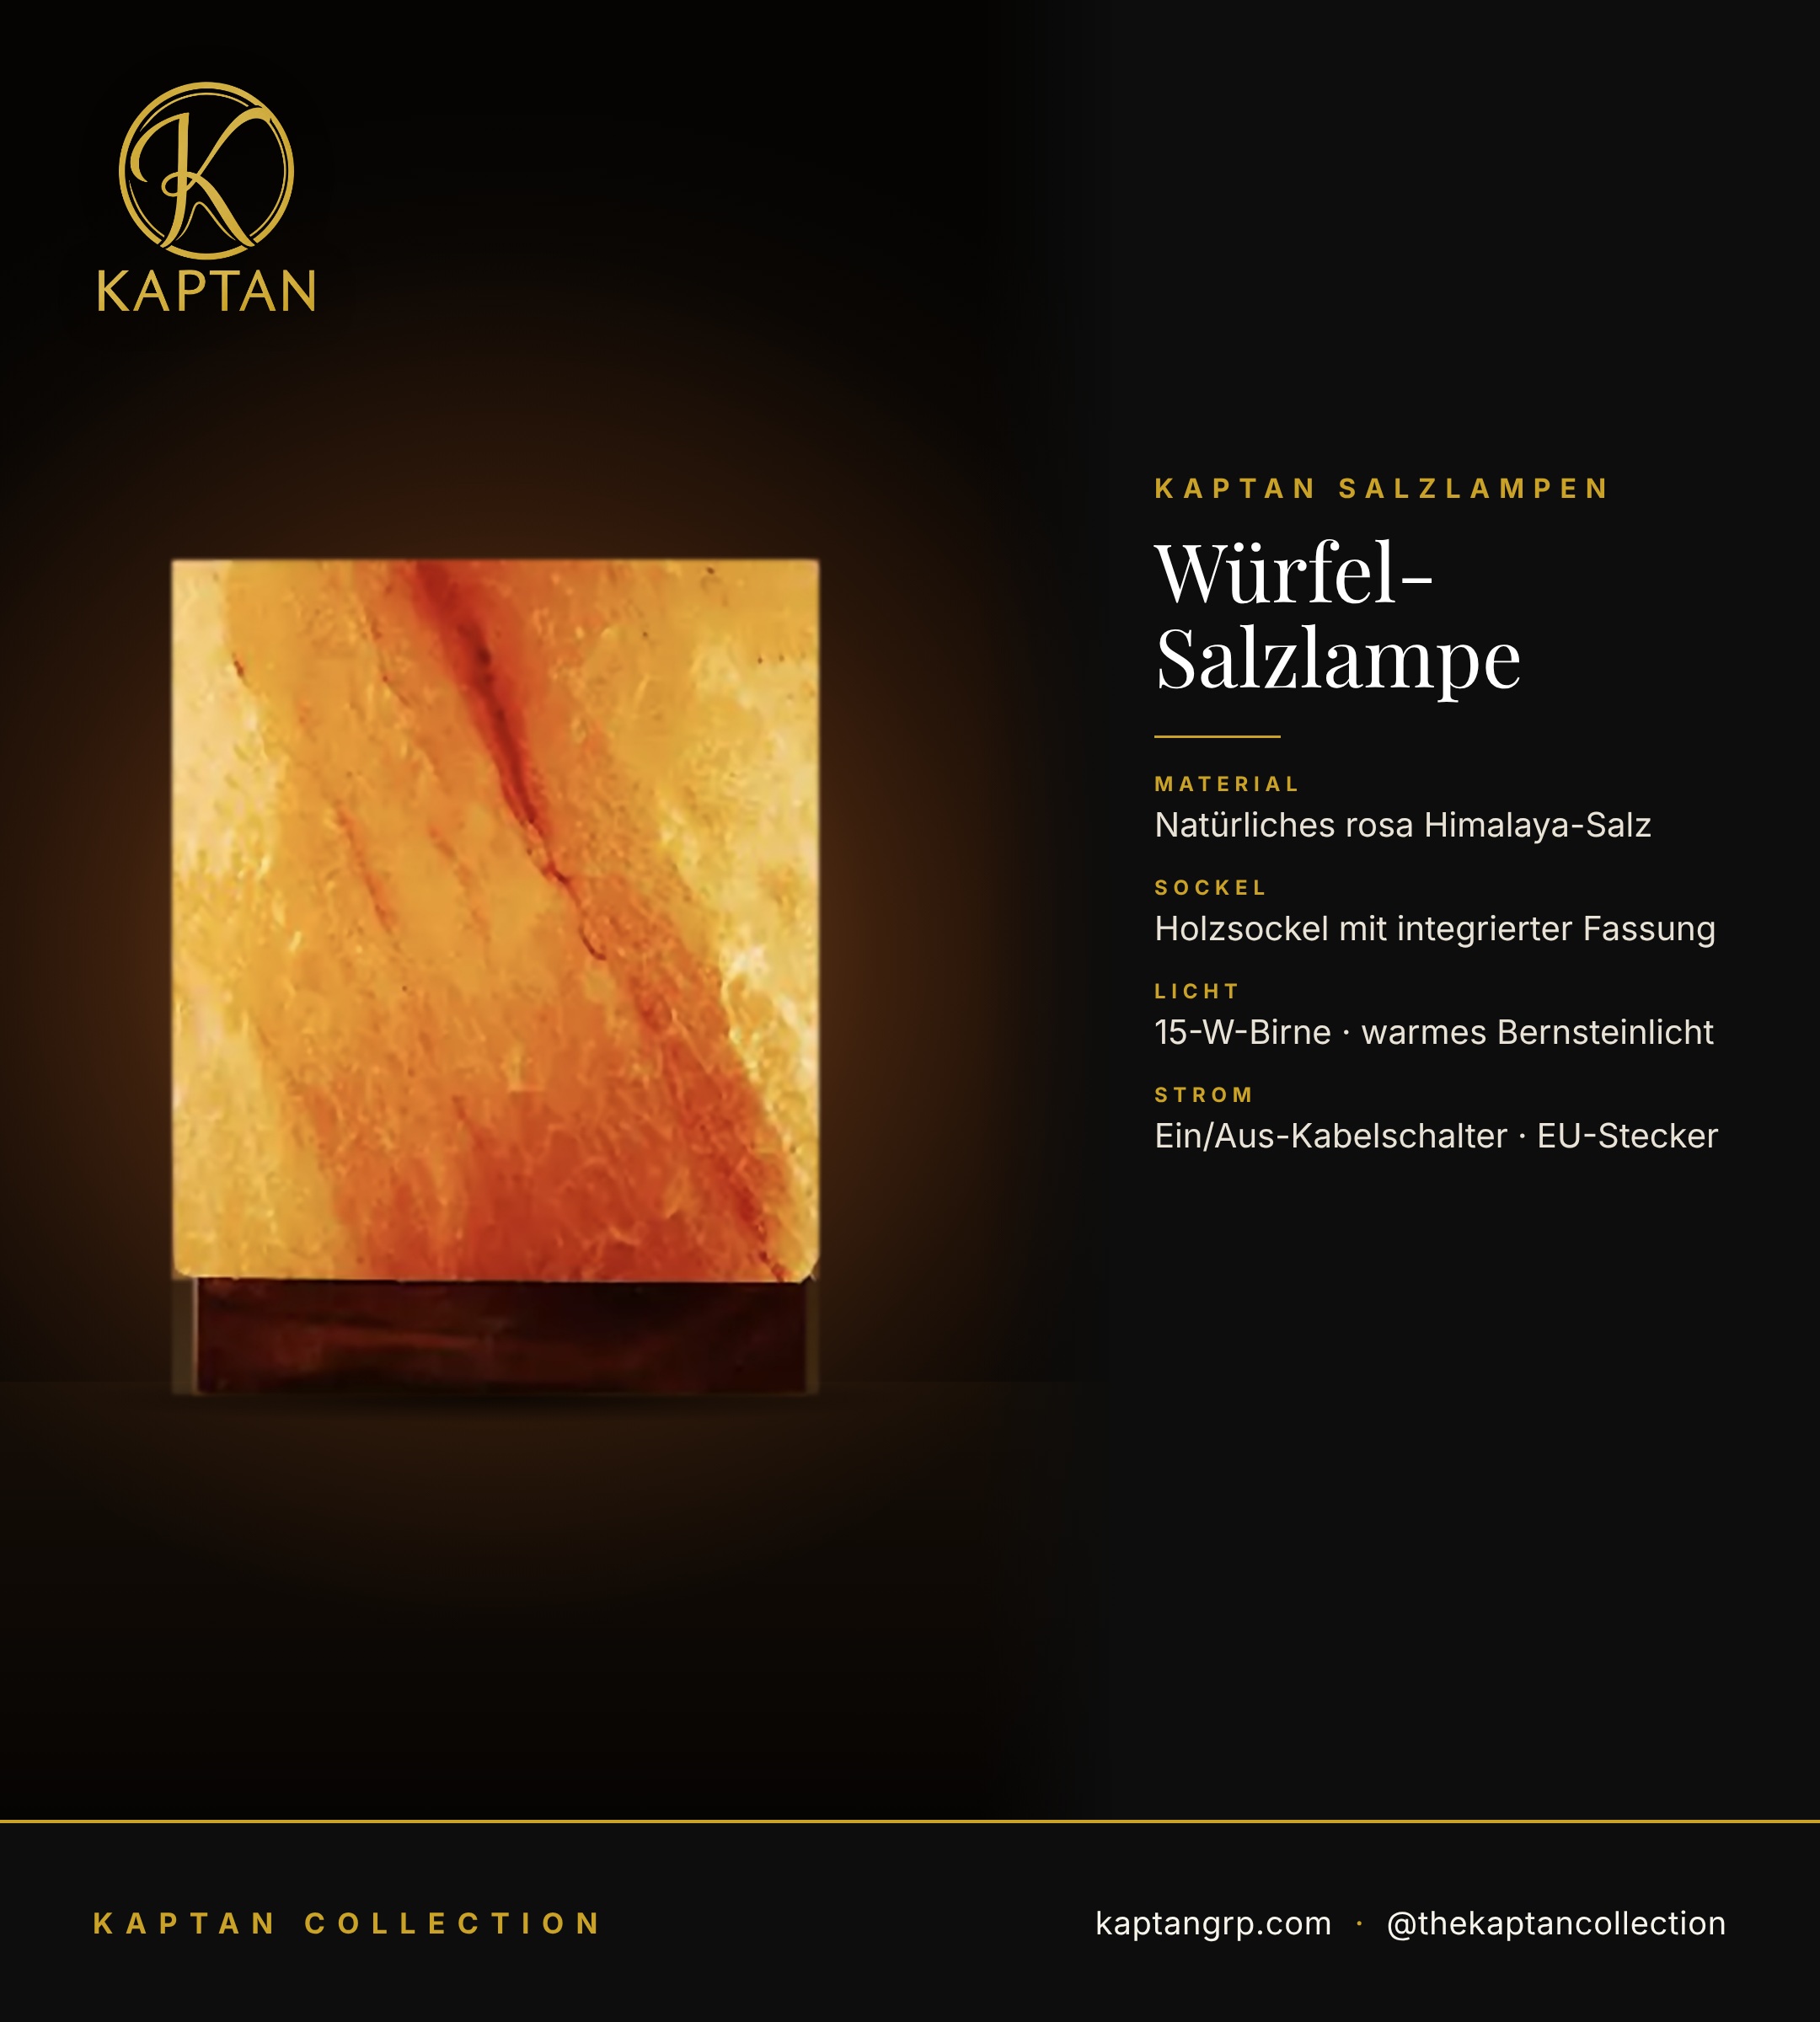 K
KAPTAN
KAPTAN SALZLAMPEN
Würfel-
Salzlampe
MATERIAL
Natürliches rosa Himalaya-Salz
SOCKEL
Holzsockel mit integrierter Fassung
LICHT
15-W-Birne · warmes Bernsteinlicht
STROM
Ein/Aus-Kabelschalter · EU-Stecker
KAPTAN COLLECTION
kaptangrp.com · @thekaptancollection